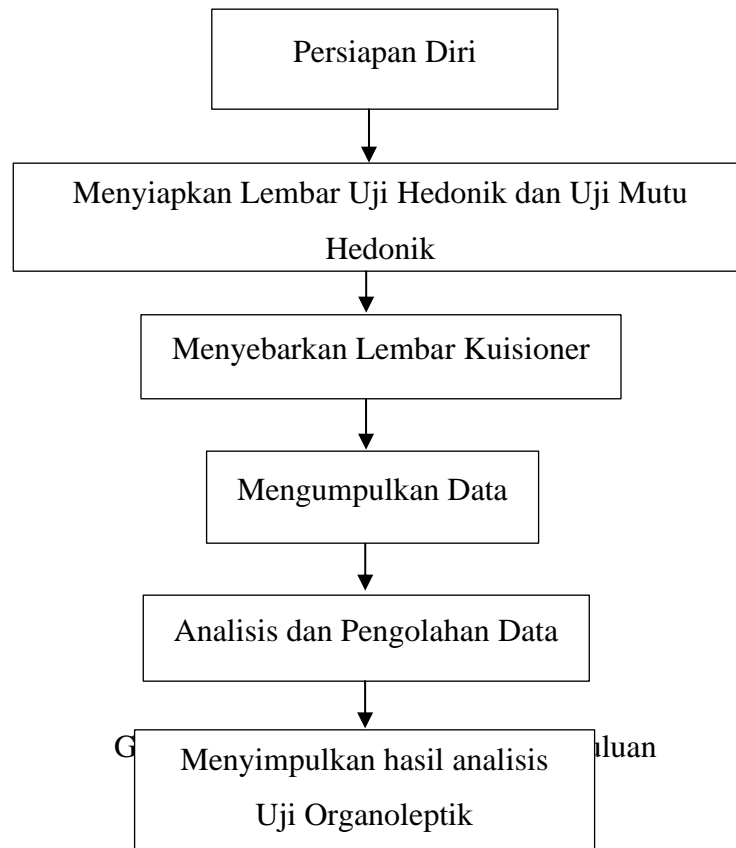 Persiapan Diri
Menyiapkan Lembar Uji Hedonik dan Uji Mutu
Hedonik
Menyebarkan Lembar Kuisioner
Mengumpulkan Data
Analisis dan Pengolahan Data
Menyimpulkan hasil analisis
Uji Organoleptik